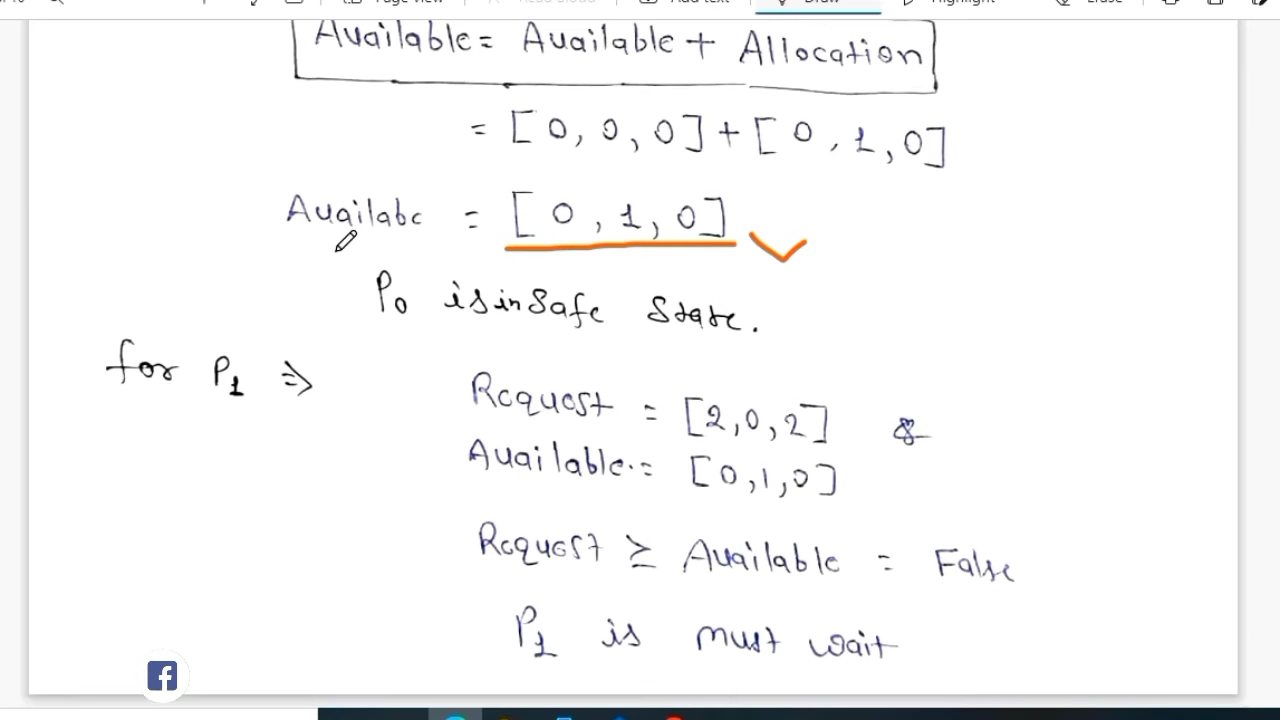 Available = Available + Allocation
= [0, 0, 0] + [0, 1, 0]
Availabe = [0, 1, 0]
P0 is in Safe State.
for P1 ⇒
Request = [2, 0, 2] &
Available = [0, 1, 0]
Request ≥ Available = False
P1 is must wait